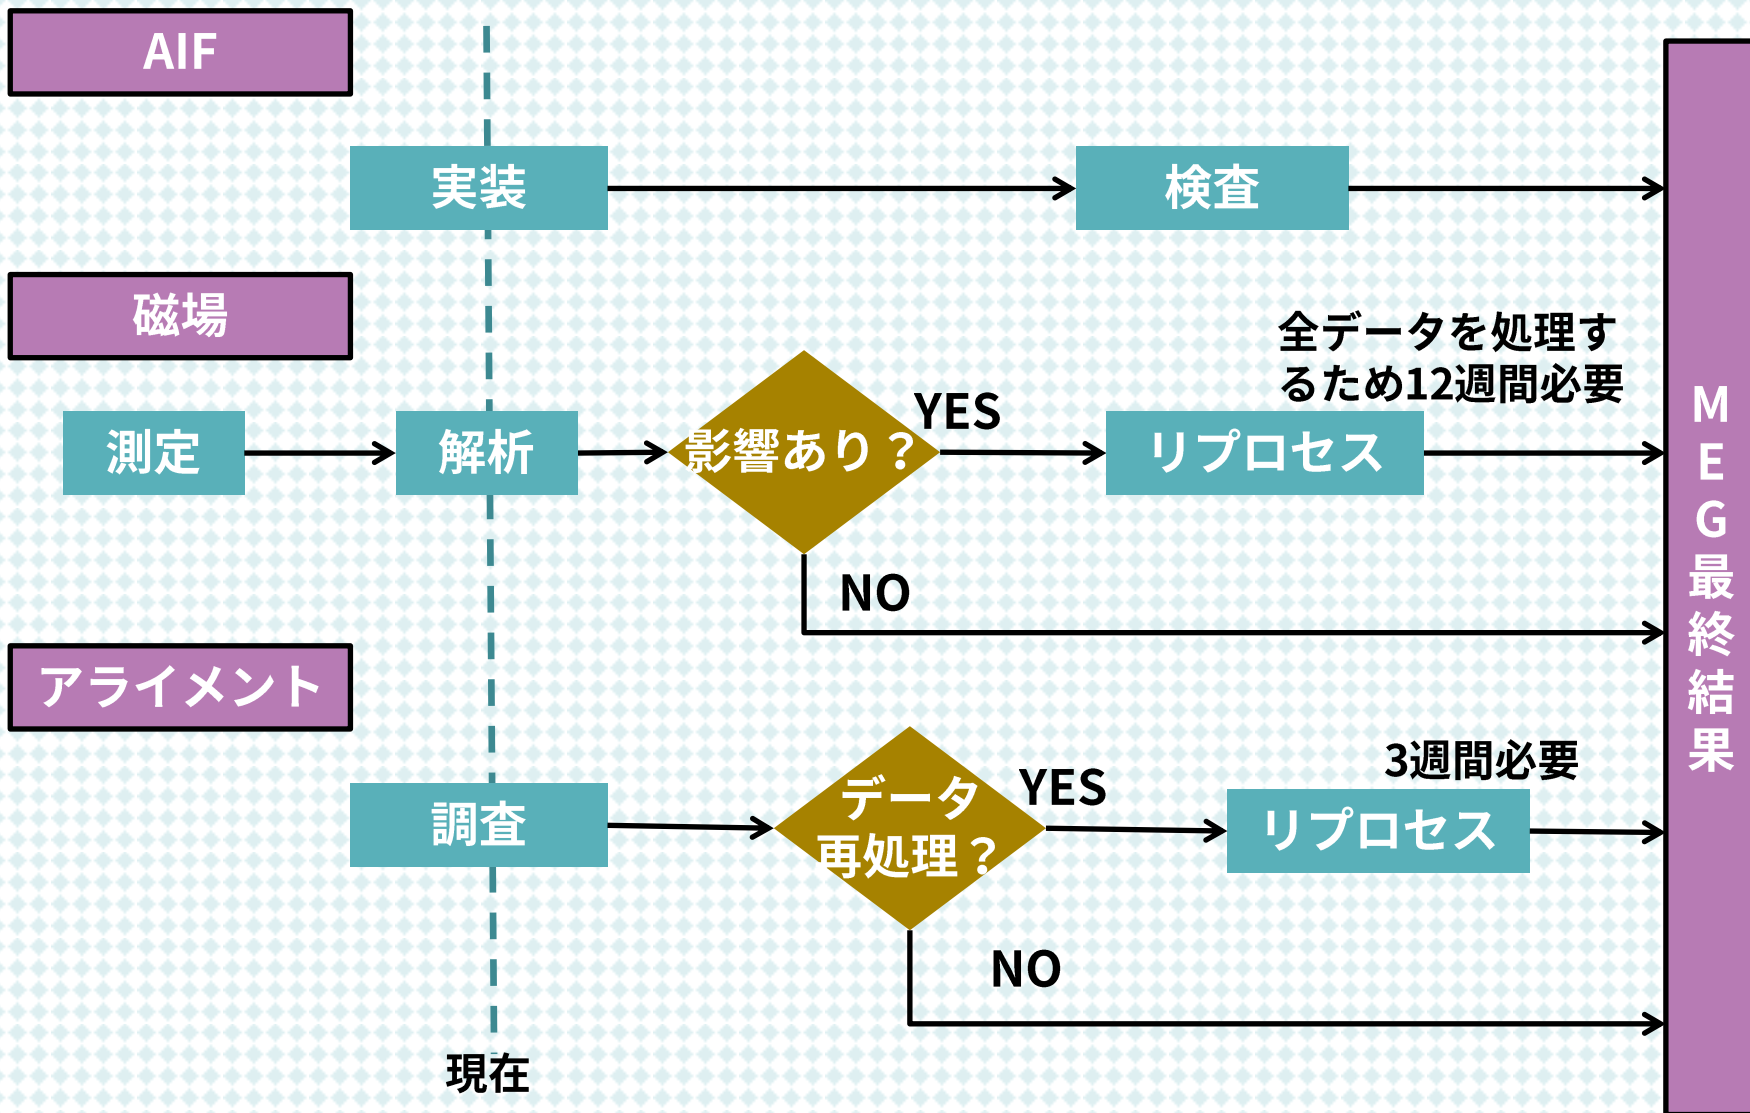 AIF
実装
検査
磁場
全データを処理す
るため12週間必要
測定
解析
影響あり？
YES
リプロセス
NO
アライメント
3週間必要
調査
データ
再処理？
YES
リプロセス
NO
現在
MEG最終結果